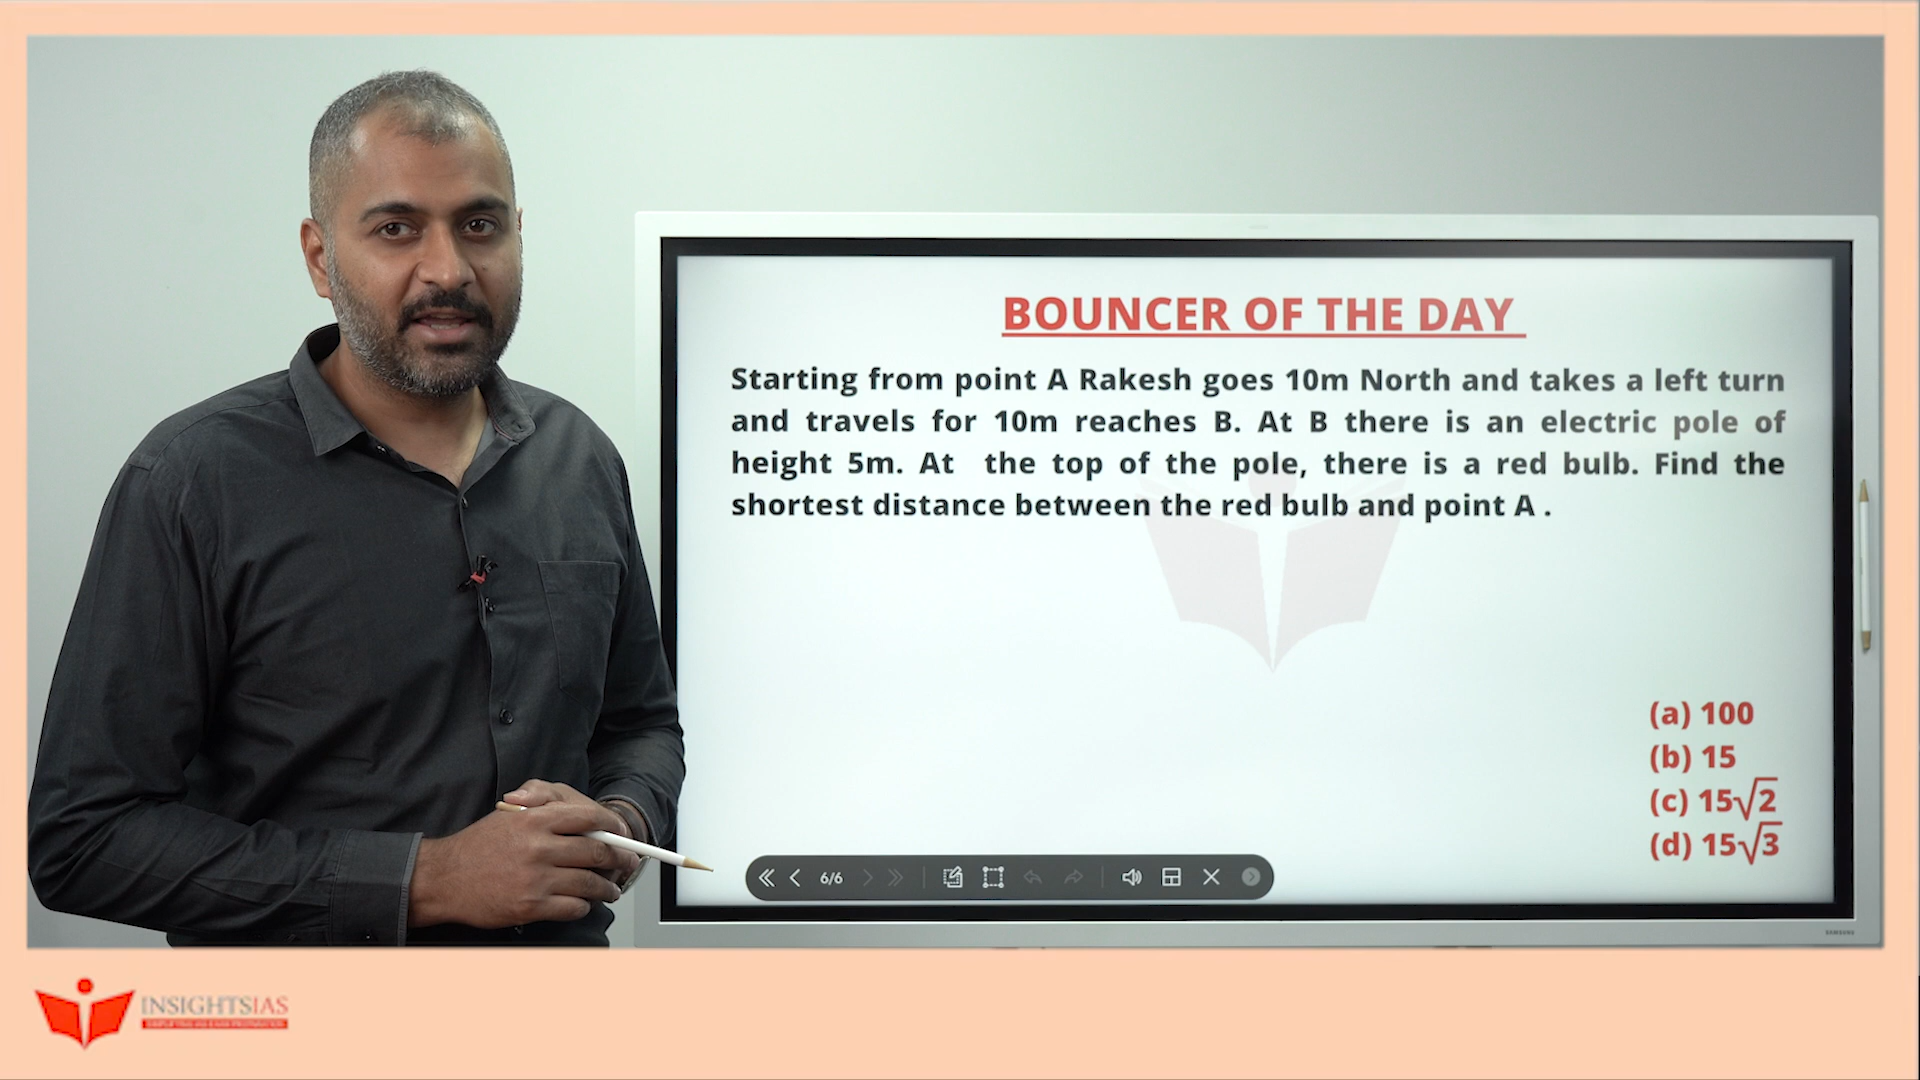 BOUNCER OF THE DAY
Starting from point A Rakesh goes 10m North and takes a left turn
and travels for 10m reaches B. At B there is an electric pole of
height 5m. At the top of the pole, there is a red bulb. Find the
shortest distance between the red bulb and point A .
(a) 100
(b) 15
(c) 15√2
(d) 15√3
6/6
SAMSUNG
INSIGHTSIAS